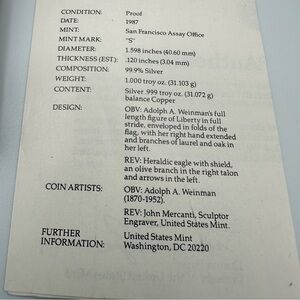 CONDITION: Proof
DATE: 1987
MINT: San Francisco Assay Office
MINT MARK: "S"
DIAMETER: 1.598 inches (40.60 mm)
THICKNESS (EST): .120 inches (3.04 mm)
COMPOSITION: 99.9% Silver
WEIGHT: 1.000 troy oz. (31.103 g)
CONTENT: Silver .999 troy oz. (31.072 g)
balance Copper
DESIGN: OBV: Adolph A. Weinman's full
length figure of Liberty in full
stride, enveloped in folds of the
flag, with her right hand extended
and branches of laurel and oak in
her left.
REV: Heraldic eagle with shield,
an olive branch in the right talon
and arrows in the left.
COIN ARTISTS: OBV: Adolph A. Weinman
(1870-1952).
REV: John Mercanti, Sculptor
Engraver, United States Mint.
FURTHER
INFORMATION: United States Mint
Washington, DC 20220